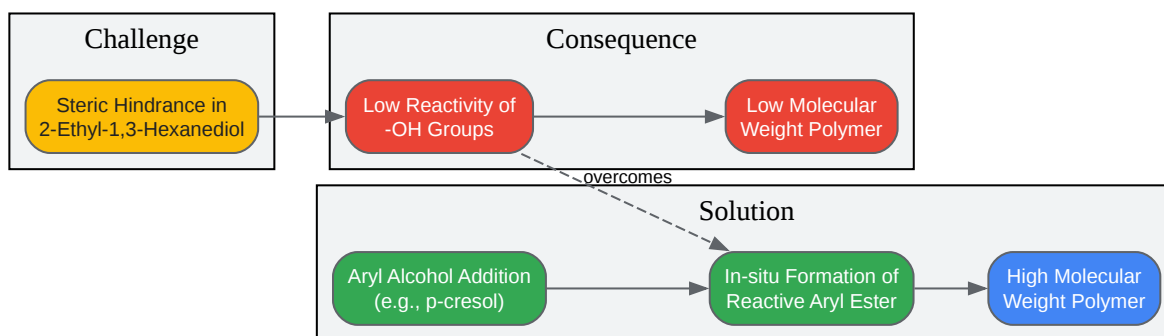 Challenge
Steric Hindrance in
2-Ethyl-1,3-Hexanediol
Consequence
Low Reactivity of
-OH Groups
Low Molecular
Weight Polymer
overcomes
Solution
Aryl Alcohol Addition
(e.g., p-cresol)
In-situ Formation of
Reactive Aryl Ester
High Molecular
Weight Polymer